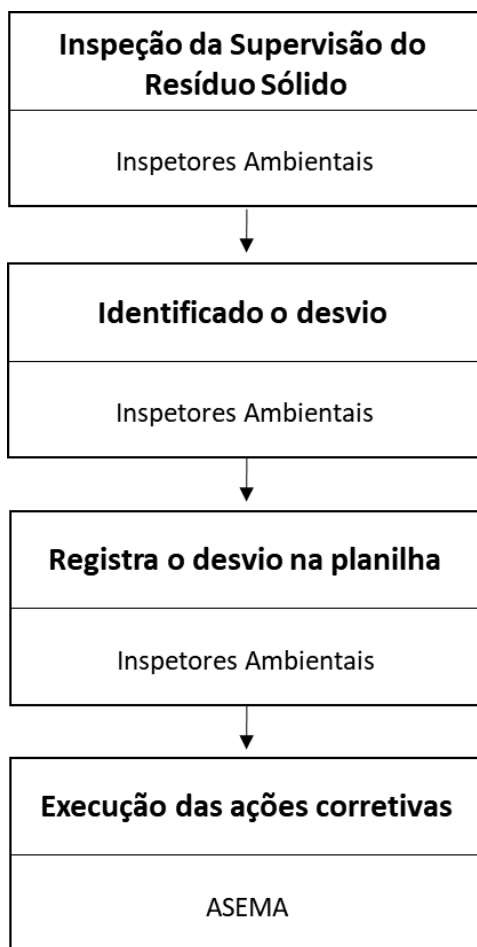 Inspeção da Supervisão do
Resíduo Sólido
Inspetores Ambientais
Identificado o desvio
Inspetores Ambientais
Registra o desvio na planilha
Inspetores Ambientais
Execução das ações corretivas
ASEMA